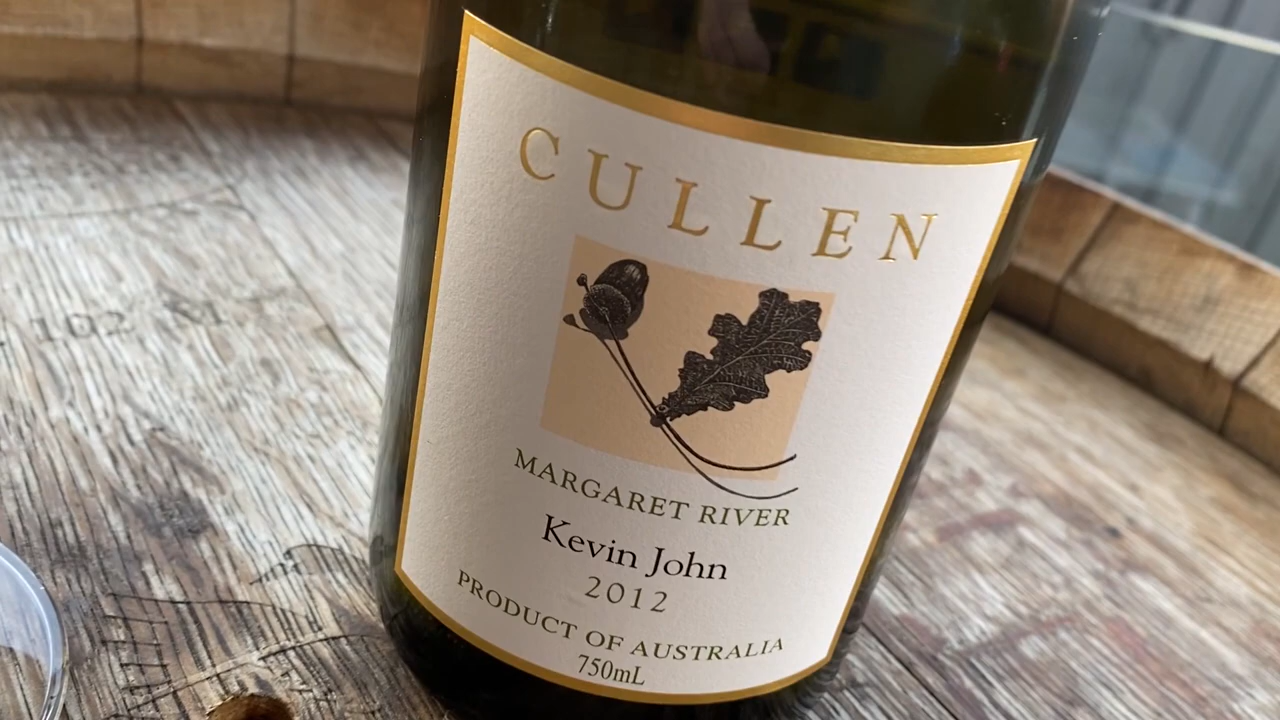 CULLEN
MARGARET RIVER
Kevin John
2012
PRODUCT OF AUSTRALIA
750mL